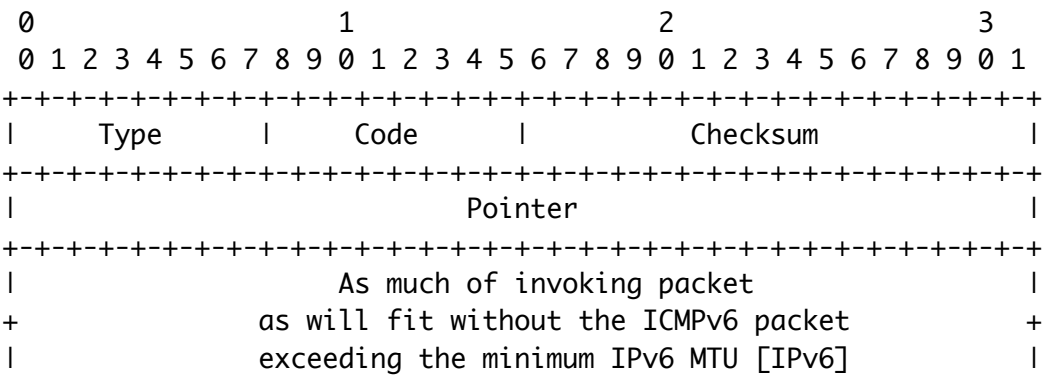 0                   1                   2                   3
 0 1 2 3 4 5 6 7 8 9 0 1 2 3 4 5 6 7 8 9 0 1 2 3 4 5 6 7 8 9 0 1
+-+-+-+-+-+-+-+-+-+-+-+-+-+-+-+-+-+-+-+-+-+-+-+-+-+-+-+-+-+-+-+-+
|     Type      |     Code      |          Checksum             |
+-+-+-+-+-+-+-+-+-+-+-+-+-+-+-+-+-+-+-+-+-+-+-+-+-+-+-+-+-+-+-+-+
|                            Pointer                            |
+-+-+-+-+-+-+-+-+-+-+-+-+-+-+-+-+-+-+-+-+-+-+-+-+-+-+-+-+-+-+-+-+
|                    As much of invoking packet                 |
+               as will fit without the ICMPv6 packet           +
|               exceeding the minimum IPv6 MTU [IPv6]           |